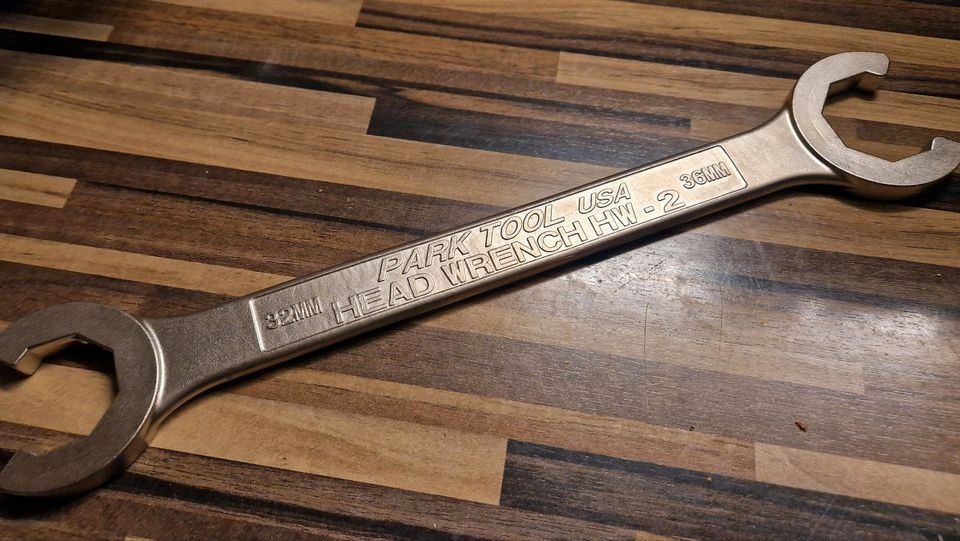 32MM
PARK TOOL USA
HEAD WRENCH HW-2
36MM